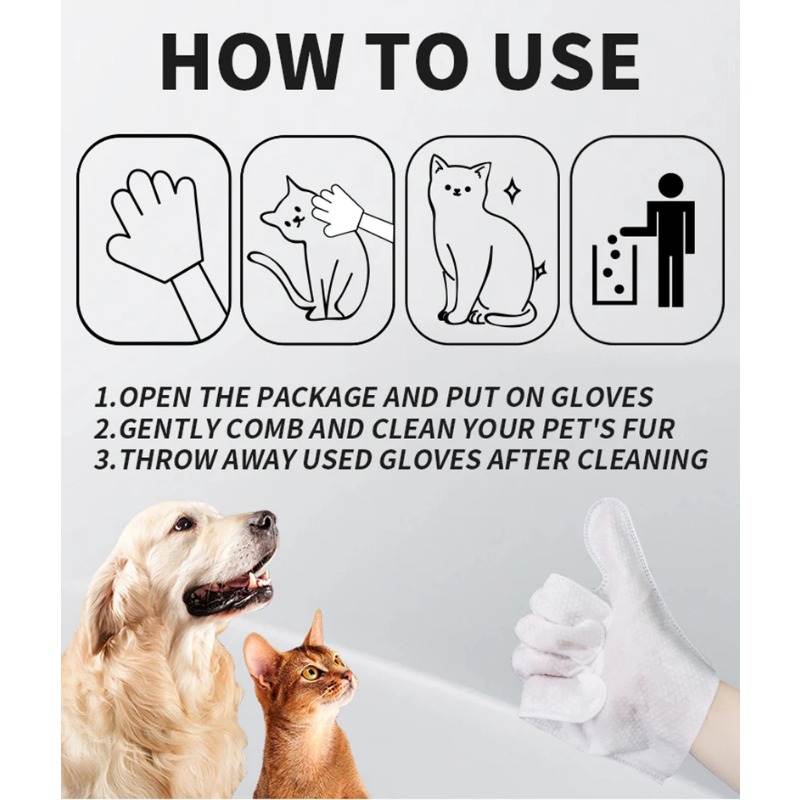 HOW TO USE
1.OPEN THE PACKAGE AND PUT ON GLOVES
2.GENTLY COMB AND CLEAN YOUR PET'S FUR
3.THROW AWAY USED GLOVES AFTER CLEANING